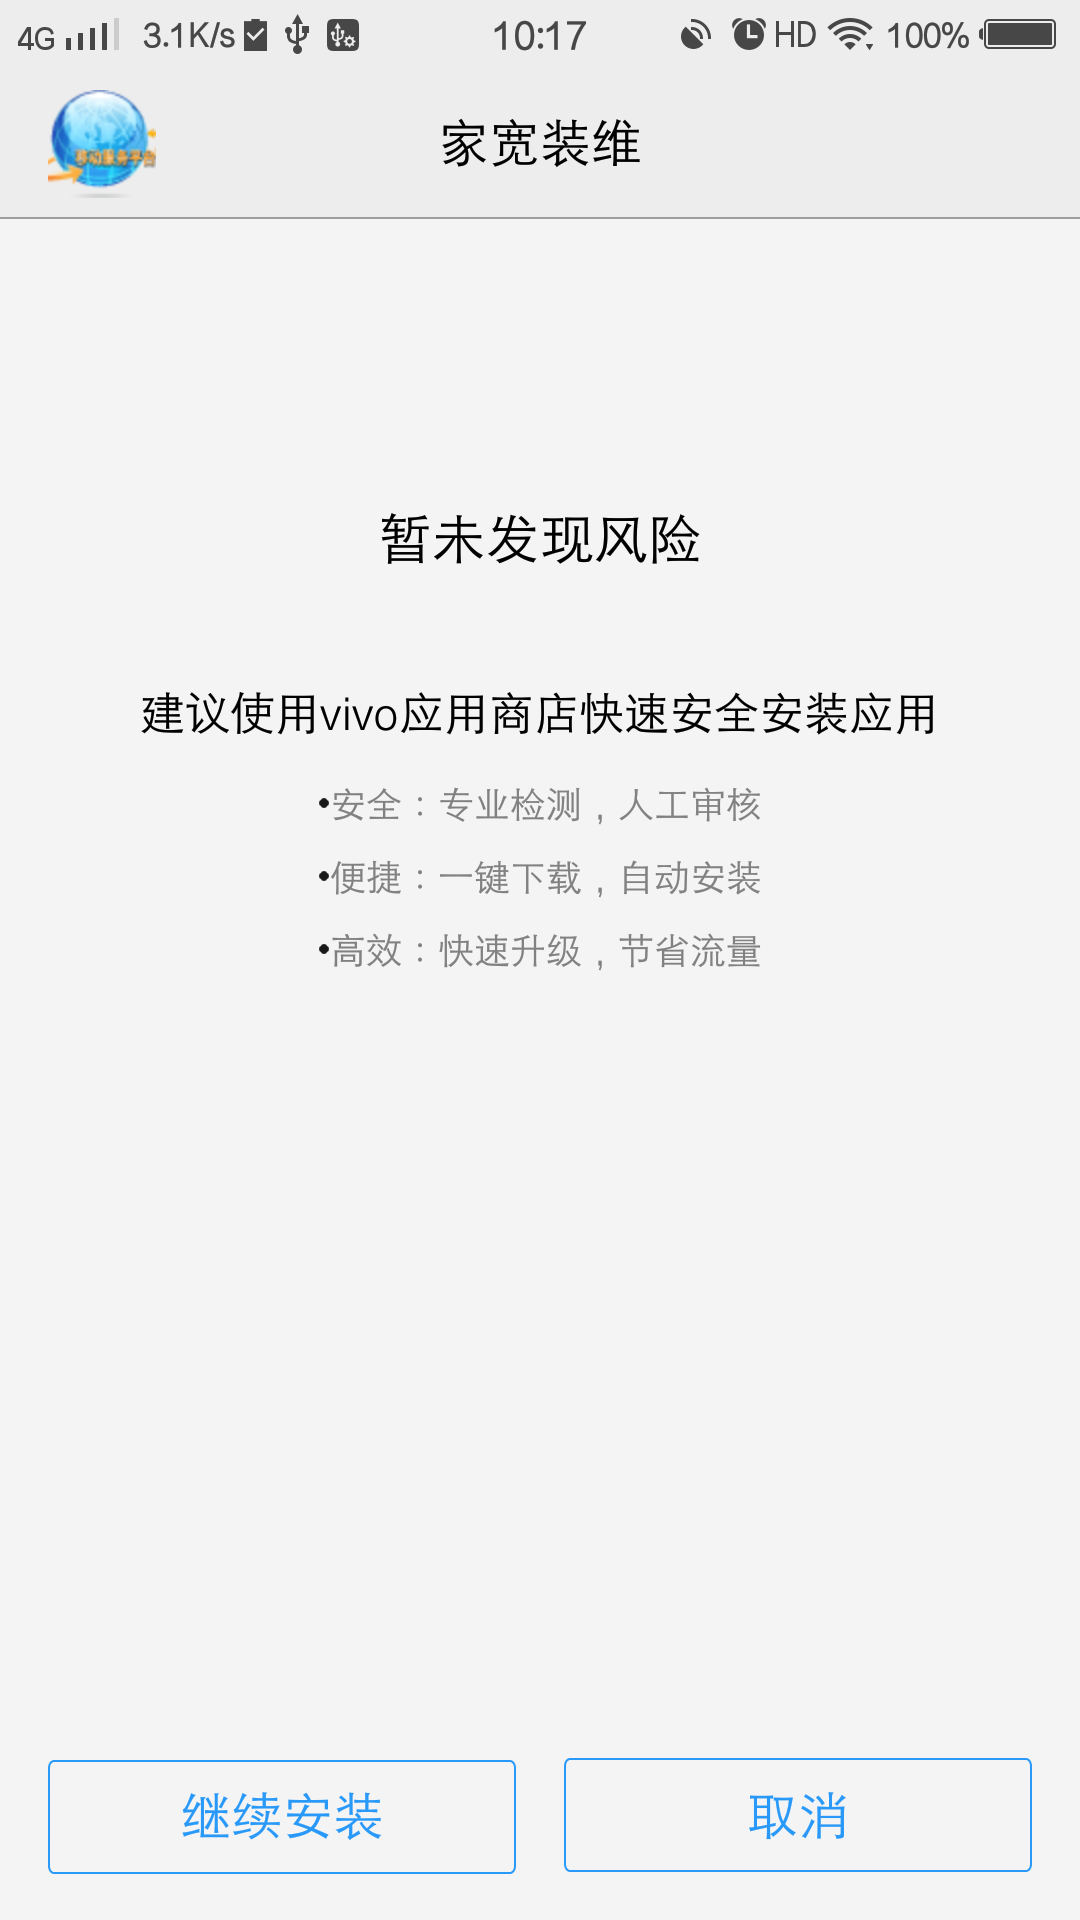 4G 3.1K/s 10:17 HD 100%
移动服务平台
家宽装维
暂未发现风险
建议使用vivo应用商店快速安全安装应用
•安全：专业检测，人工审核
•便捷：一键下载，自动安装
•高效：快速升级，节省流量
继续安装 取消